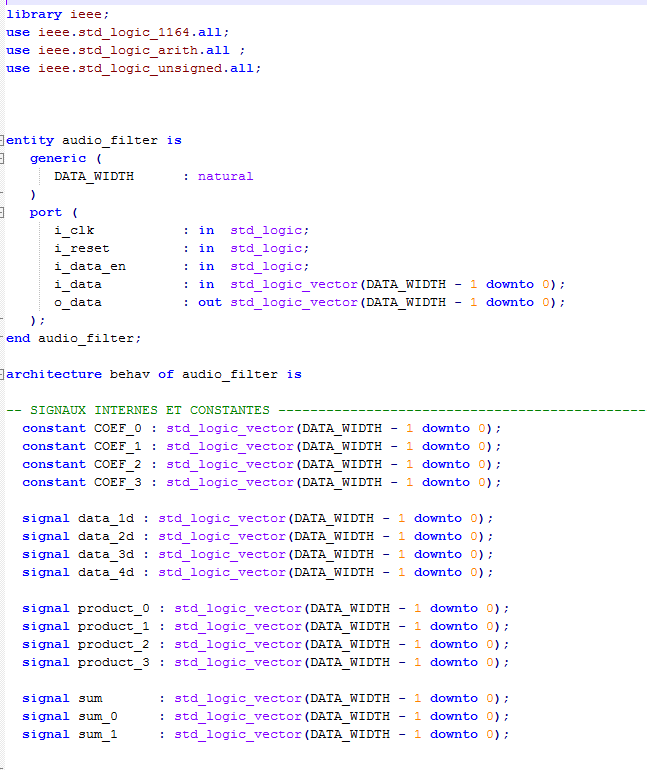 library ieee;
use ieee.std_logic_1164.all;
use ieee.std_logic_arith.all ;
use ieee.std_logic_unsigned.all;
entity audio_filter is
generic (
DATA_WIDTH : natural
)
port (
i_clk : in std_logic;
i_reset : in std_logic;
i_data_en : in std_logic;
i_data : in std_logic_vector(DATA_WIDTH - 1 downto 0);
o_data : out std_logic_vector(DATA_WIDTH - 1 downto 0);
);
end audio_filter;
architecture behav of audio_filter is
-- SIGNAUX INTERNES ET CONSTANTES ----------------------------------------------
constant COEF_0 : std_logic_vector(DATA_WIDTH - 1 downto 0);
constant COEF_1 : std_logic_vector(DATA_WIDTH - 1 downto 0);
constant COEF_2 : std_logic_vector(DATA_WIDTH - 1 downto 0);
constant COEF_3 : std_logic_vector(DATA_WIDTH - 1 downto 0);
signal data_1d : std_logic_vector(DATA_WIDTH - 1 downto 0);
signal data_2d : std_logic_vector(DATA_WIDTH - 1 downto 0);
signal data_3d : std_logic_vector(DATA_WIDTH - 1 downto 0);
signal data_4d : std_logic_vector(DATA_WIDTH - 1 downto 0);
signal product_0 : std_logic_vector(DATA_WIDTH - 1 downto 0);
signal product_1 : std_logic_vector(DATA_WIDTH - 1 downto 0);
signal product_2 : std_logic_vector(DATA_WIDTH - 1 downto 0);
signal product_3 : std_logic_vector(DATA_WIDTH - 1 downto 0);
signal sum : std_logic_vector(DATA_WIDTH - 1 downto 0);
signal sum_0 : std_logic_vector(DATA_WIDTH - 1 downto 0);
signal sum_1 : std_logic_vector(DATA_WIDTH - 1 downto 0);